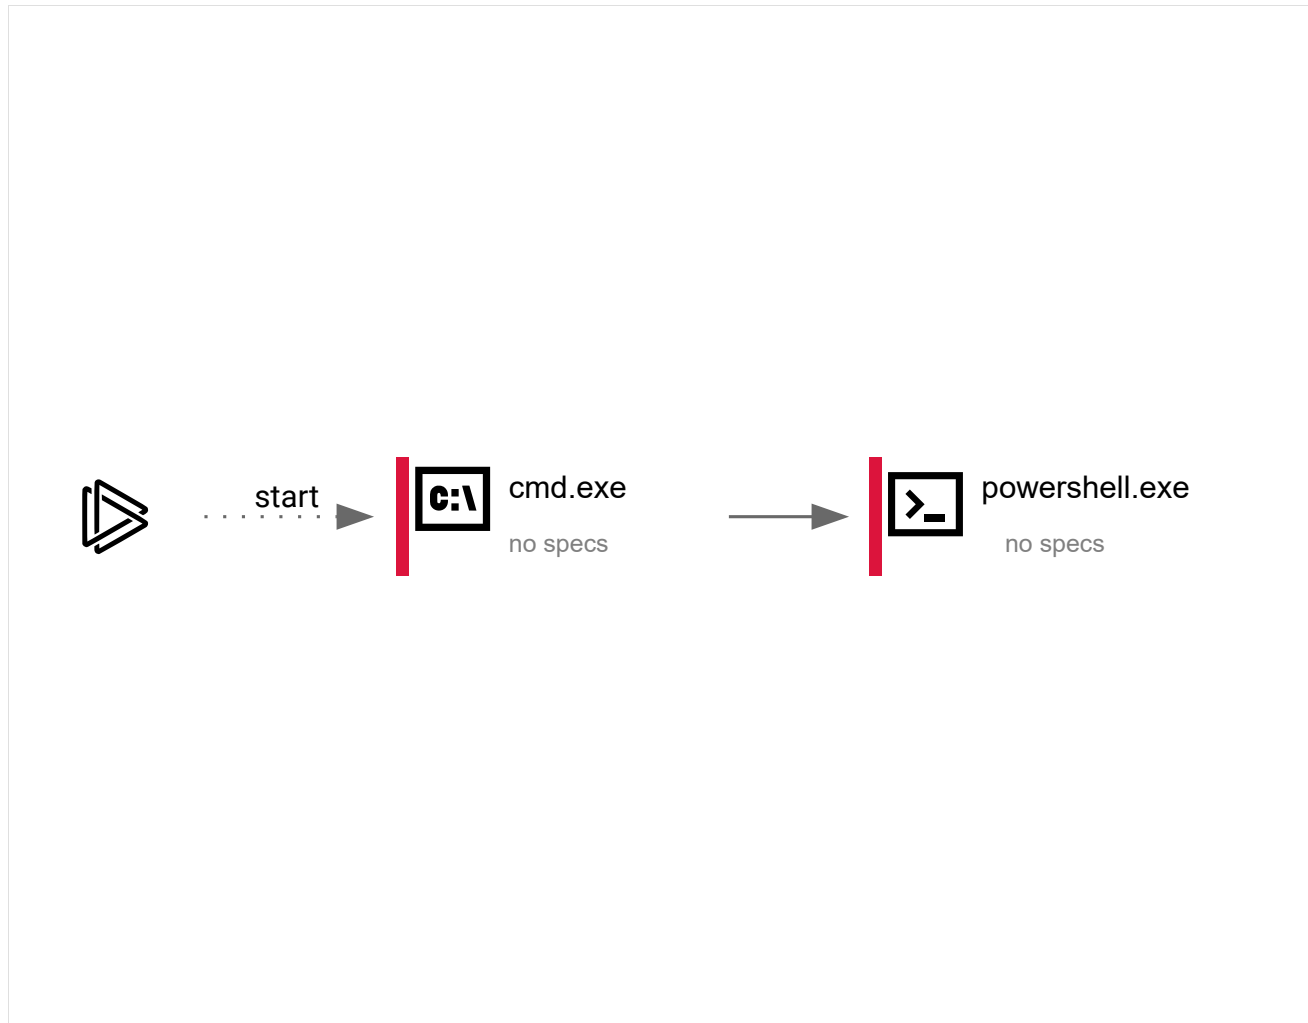 start
C:\
cmd.exe
no specs
>_
powershell.exe
no specs